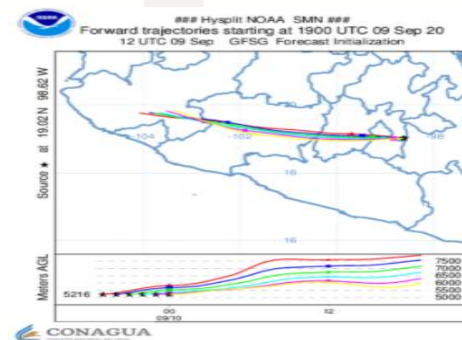 ### Hysplit NOAA SMN ###
Forward trajectories starting at 1900 UTC 09 Sep 20
12 UTC 09 Sep GFSG Forecast Initialization
Source ★ at 19.02 N 98.62 W
-104
-102
-98
18
16
Meters AGL
5216
7500
7000
6500
6000
5500
5000
00
12
09/10
CONAGUA